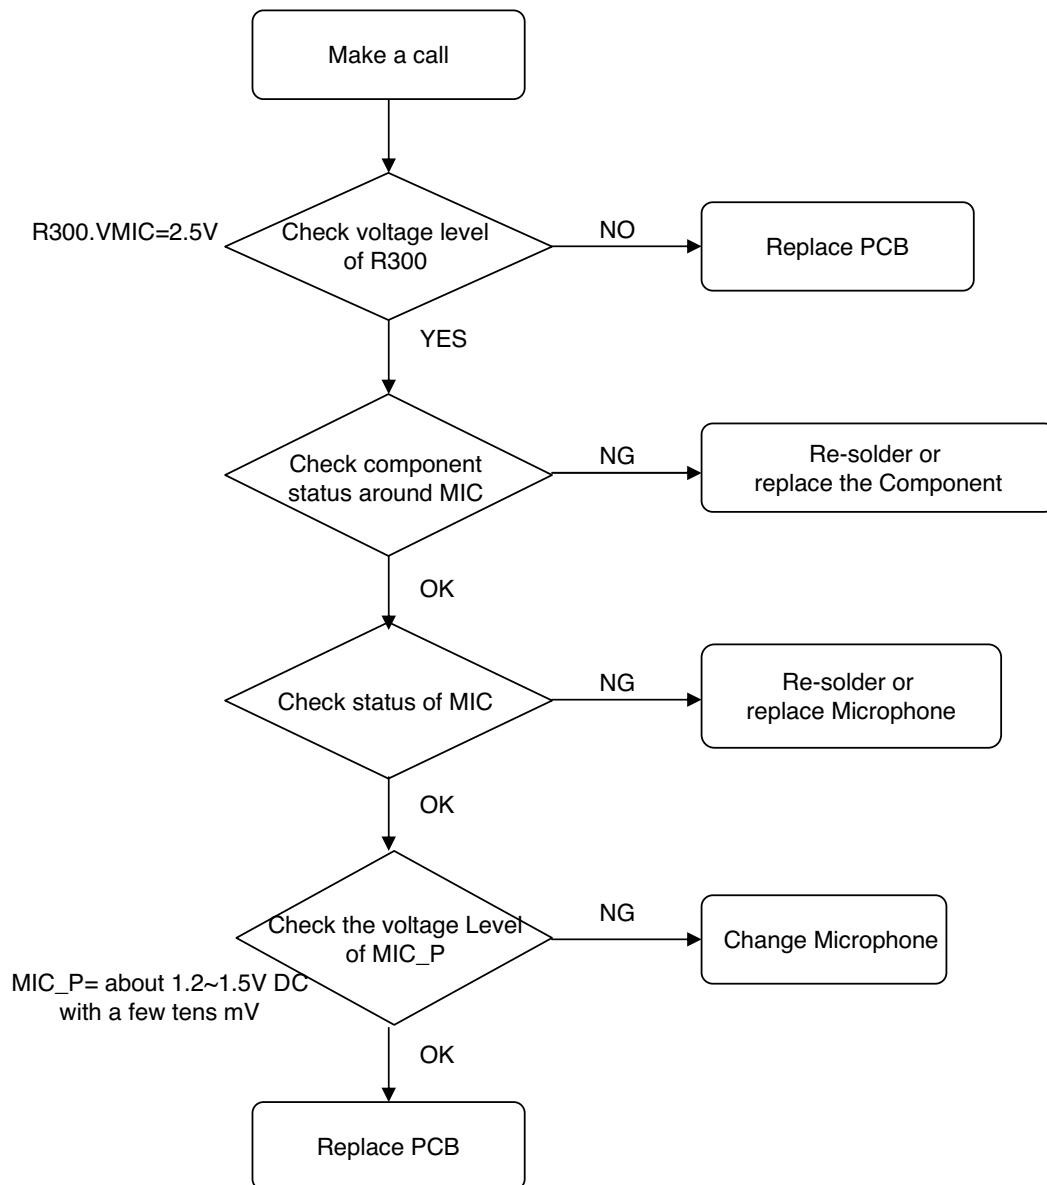 Make a call
R300.VMIC=2.5V
Check voltage level
of R300
NO
Replace PCB
YES
Check component
status around MIC
NG
Re-solder or
replace the Component
OK
Check status of MIC
NG
Re-solder or
replace Microphone
OK
Check the voltage Level
of MIC_P
NG
Change Microphone
MIC_P= about 1.2~1.5V DC
with a few tens mV
OK
Replace PCB